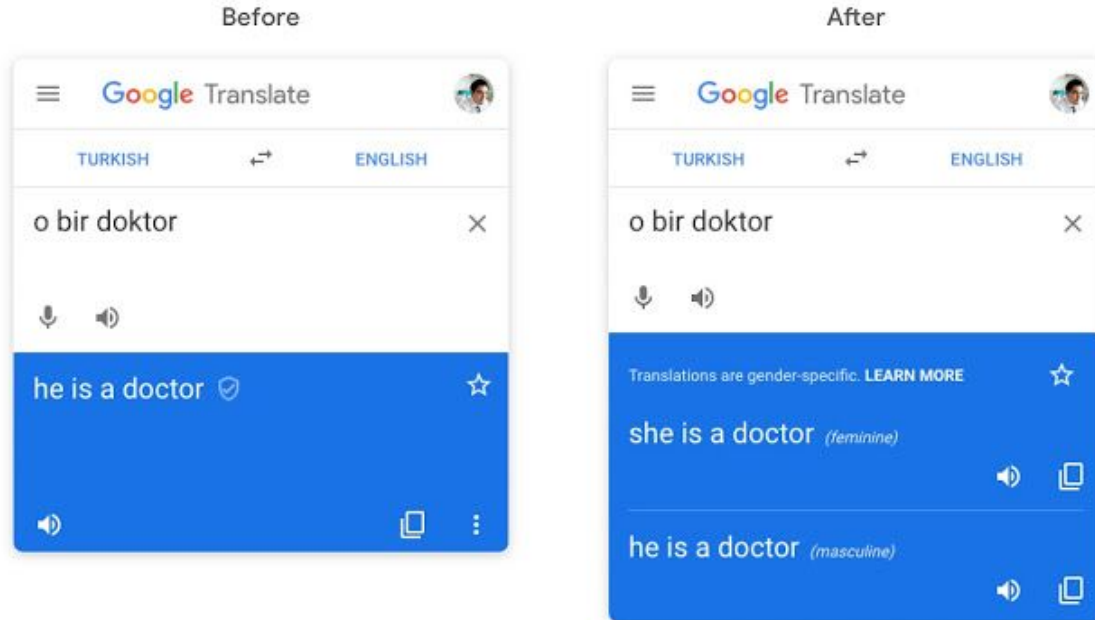 Before
Google Translate
TURKISH ENGLISH
o bir doktor
he is a doctor
After
Google Translate
TURKISH ENGLISH
o bir doktor
Translations are gender-specific. LEARN MORE
she is a doctor (feminine)
he is a doctor (masculine)